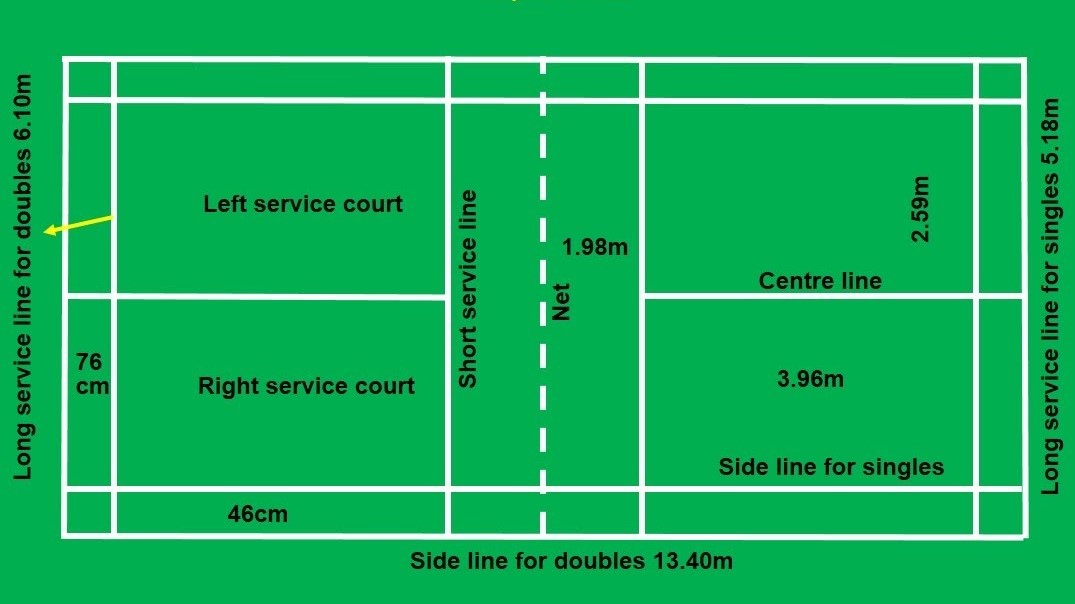 Long service line for doubles 6.10m
Left service court
Short service line
1.98m
Net
2.59m
Centre line
Long service line for singles 5.18m
76
cm
Right service court
3.96m
Side line for singles
46cm
Side line for doubles 13.40m